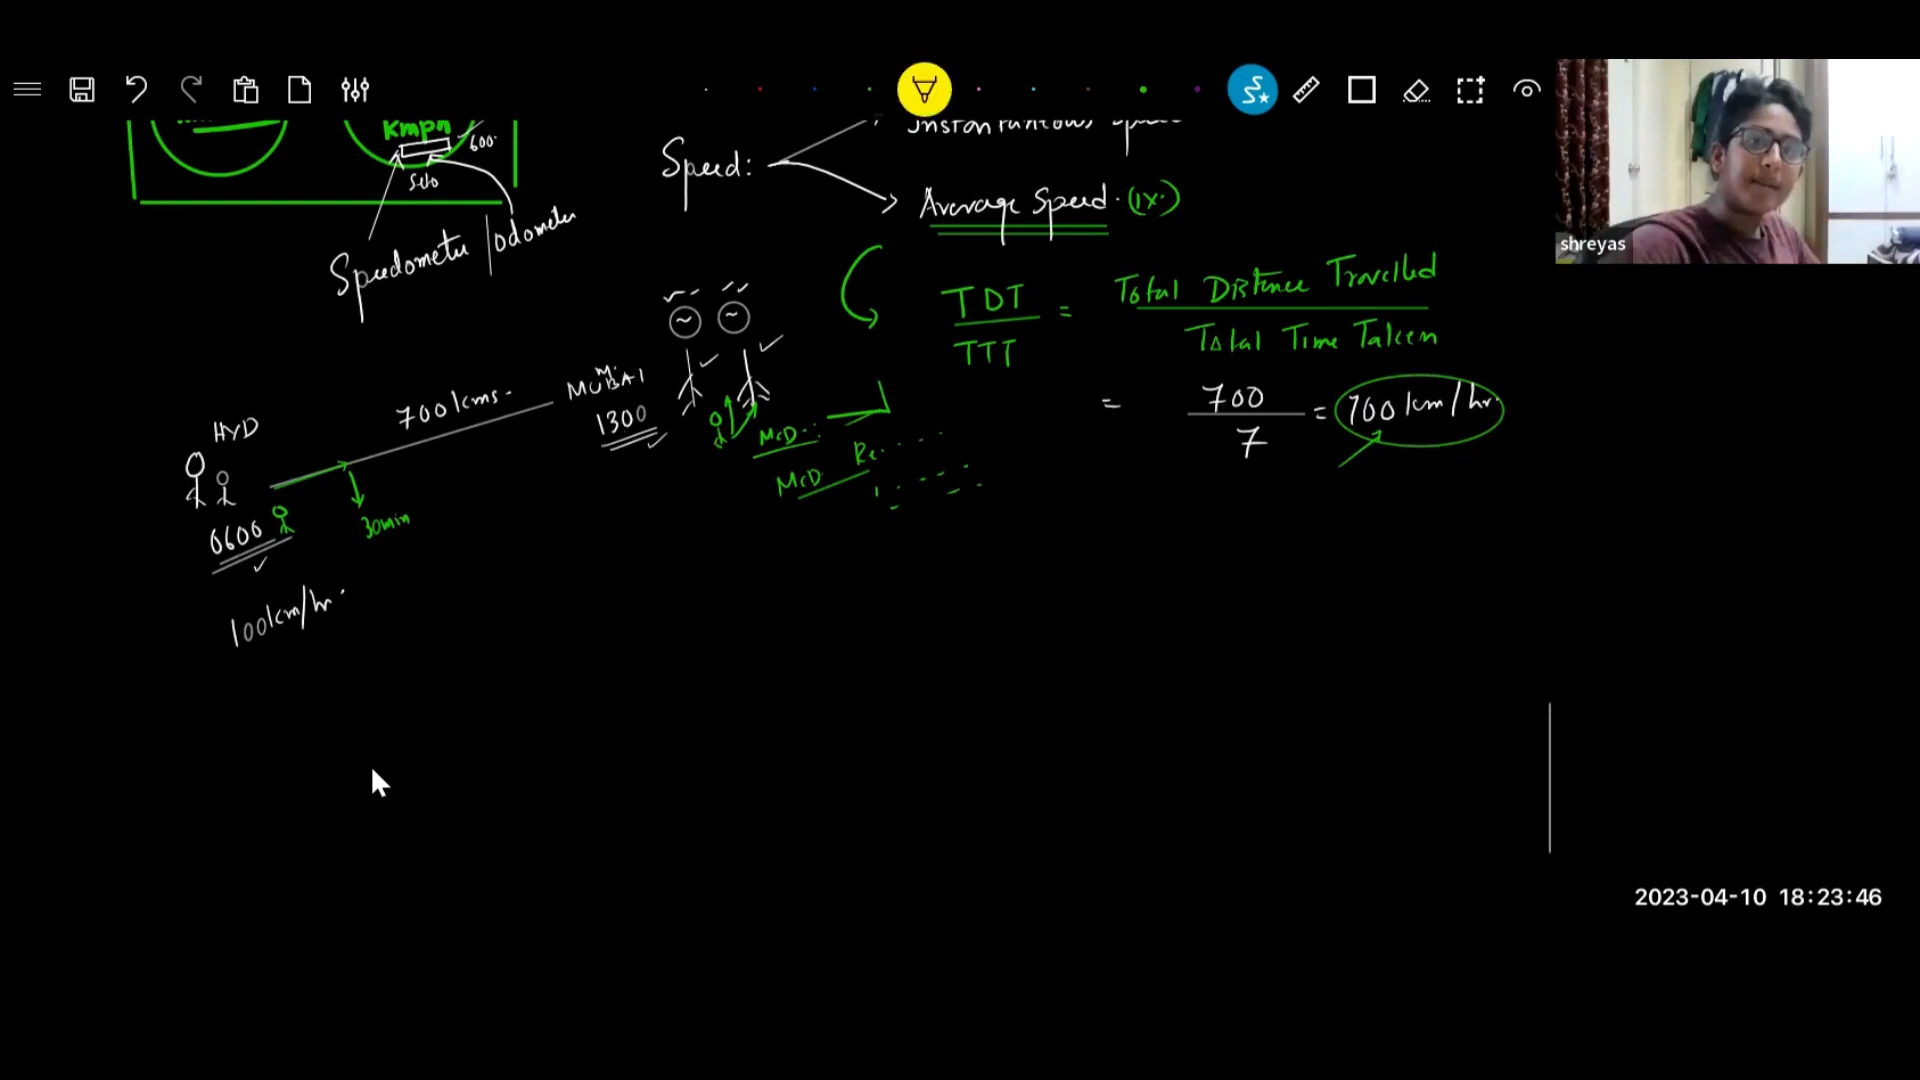 Kmph
600.
Speed:
Average Speed. (IX.)
Speedometer / odometer
shreyas
TDT
TTT
=
Total Distance Travelled
Total Time Taken
HYD
700 kms.
MUMBAI
1300
= 700
7
= 100 km/hr.
McD
McD
Re.
30min
0600
100km/hr.
2023-04-10 18:23:46